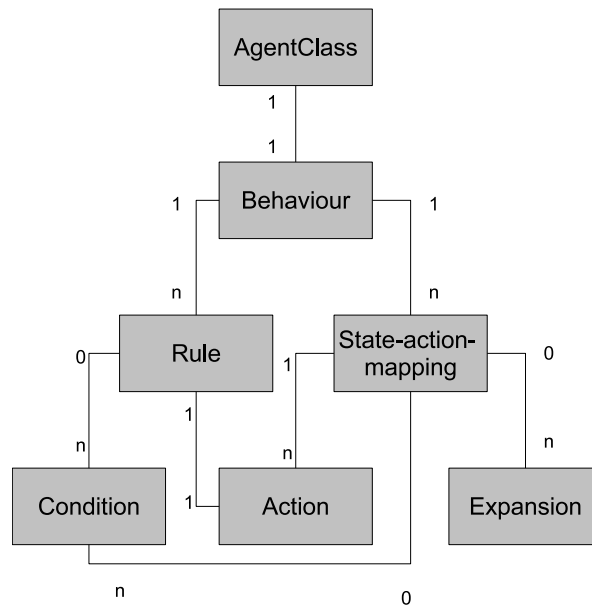 AgentClass
1
1
Behaviour
1
1
n
n
Rule
State-action-
mapping
0
1
0
1
n
n
n
Condition
1
Action
Expansion
n
0